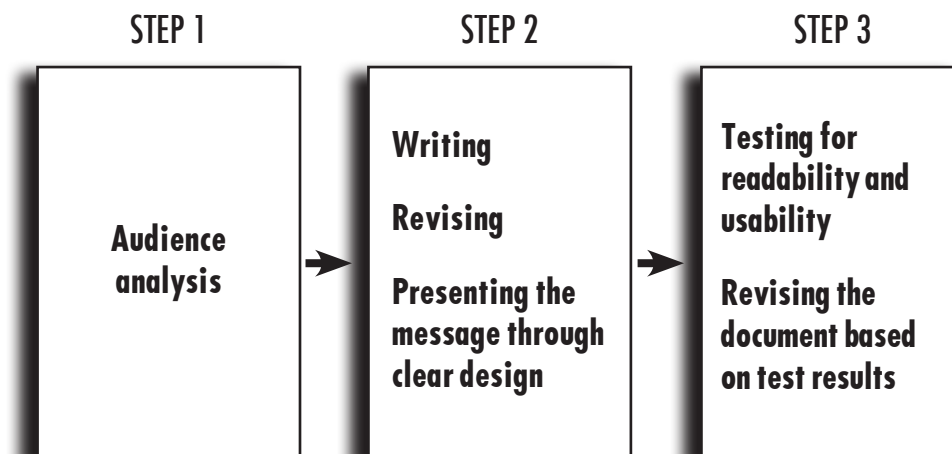 STEP 1
Audience
analysis
STEP 2
Writing
Revising
Presenting the
message through
clear design
STEP 3
Testing for
readability and
usability
Revising the
document based
on test results